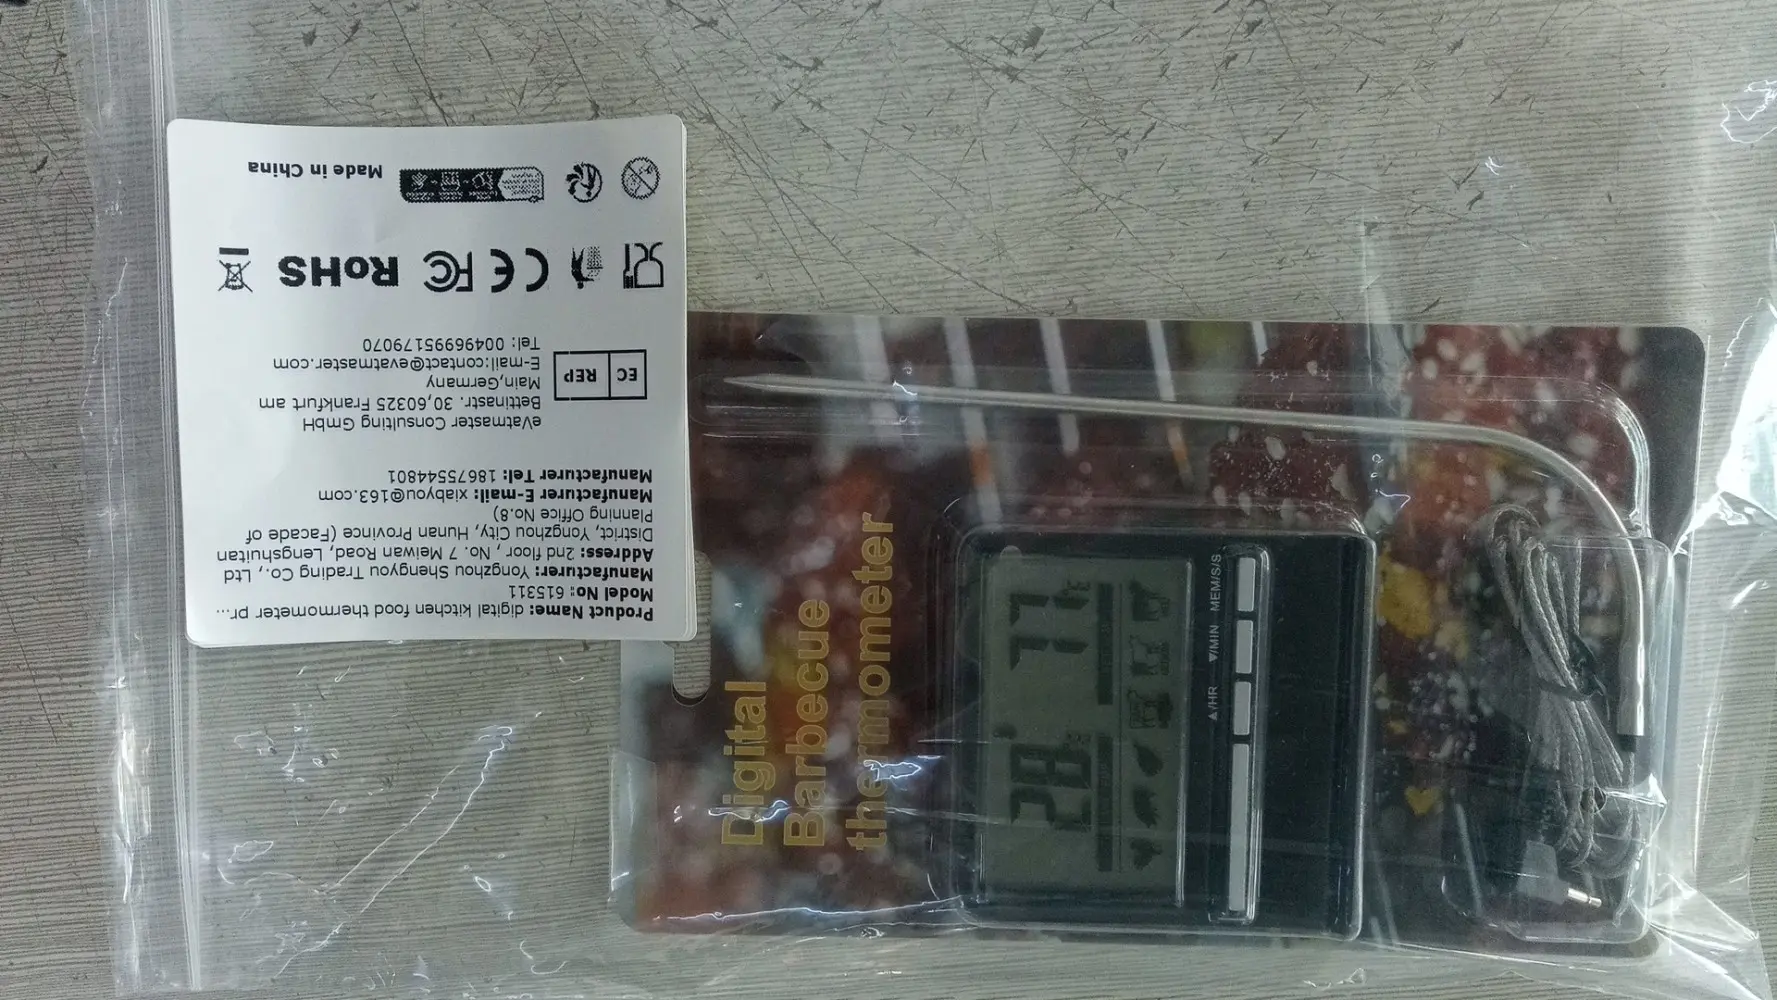 Product Name: digital kitchen food thermometer pr...
Model No: 615311
Manufacturer: Yongzhou Shengyou Trading Co., Ltd
Address: 2nd floor, No. 7 Meiwan Road, Lengshuitan
District, Yongzhou City, Hunan Province (Facade of
Planning Office No.8)
Manufacturer E-mail: xiabyou@163.com
Manufacturer Tel: 18675544801
EC REP
eVatmaster Consulting GmbH
Bettinastr. 30,60325 Frankfurt am
Main,Germany
E-mail:contact@evatmaster.com
Tel: 00496995179070
CE FC RoHS
Made in China
Digital
Barbecue
thermometer
▲/HR ▼/MIN MEM/S/S